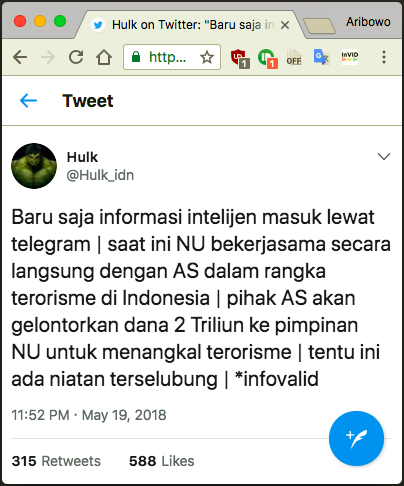 Hulk on Twitter: "Baru saja in
Aribowo
http...
1
1
OFF
InVID
Tweet
Hulk
@Hulk_idn
Baru saja informasi intelijen masuk lewat
telegram | saat ini NU bekerjasama secara
langsung dengan AS dalam rangka
terorisme di Indonesia | pihak AS akan
gelontorkan dana 2 Triliun ke pimpinan
NU untuk menangkal terorisme | tentu ini
ada niatan terselubung | *infovalid
11:52 PM · May 19, 2018
315 Retweets 588 Likes